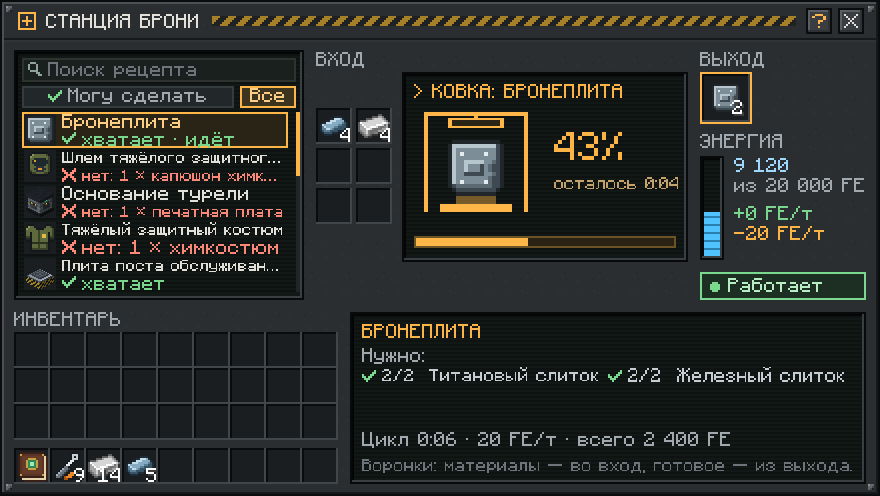 СТАНЦИЯ БРОНИ
?
Поиск рецепта
Могу сделать
Все
Бронеплита
хватает · идёт
Шлем тяжёлого защитног...
нет: 1 × капюшон химк...
Основание турели
нет: 1 × печатная плата
Тяжёлый защитный костюм
нет: 1 × химкостюм
Плита поста обслуживан...
хватает
ВХОД
4
4
> КОВКА: БРОНЕПЛИТА
43%
осталось 0:04
ВЫХОД
2
ЭНЕРГИЯ
9 120
из 20 000 FE
+0 FE/т
−20 FE/т
Работает
ИНВЕНТАРЬ
9
14
5
БРОНЕПЛИТА
Нужно:
2/2 Титановый слиток 2/2 Железный слиток
Цикл 0:06 · 20 FE/т · всего 2 400 FE
Воронки: материалы — во вход, готовое — из выхода.